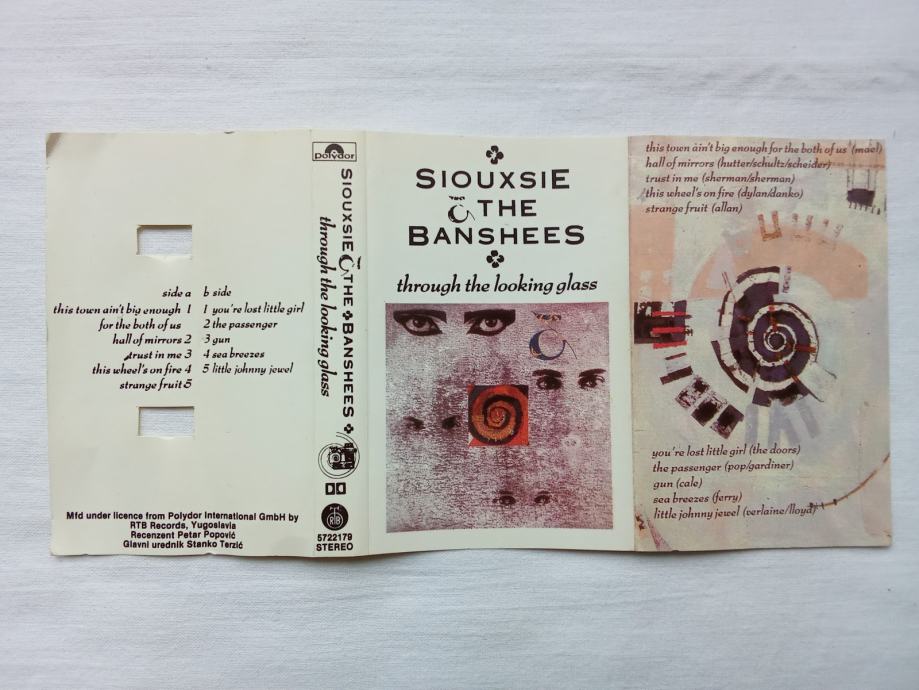 side a
this town ain't big enough 1
for the both of us
hall of mirrors 2
trust in me 3
this wheel's on fire 4
strange fruit 5
b side
1 you're lost little girl
2 the passenger
3 gun
4 sea breezes
5 little johnny jewel
Mfd under licence from Polydor International GmbH by
RTB Records, Yugoslavia
Recenzent Petar Popović
Glavni urednik Stanko Terzić
polydor
SIOUXSIE & THE BANSHEES
through the looking glass
RTB
5722179
STEREO
SIOUXSIE
& THE
BANSHEES
through the looking glass
this town ain't big enough for the both of us (mael)
hall of mirrors (hutter/schultz/scheider)
trust in me (sherman/sherman)
this wheel's on fire (dylan/danko)
strange fruit (allan)
you're lost little girl (the doors)
the passenger (pop/gardiner)
gun (cale)
sea breezes (ferry)
little johnny jewel (verlaine/lloyd)